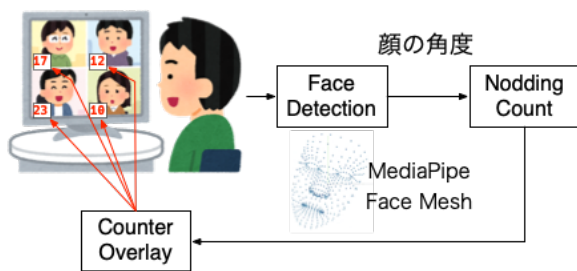 17
12
23
10
顔の角度
Face
Detection
Nodding
Count
MediaPipe
Face Mesh
Counter
Overlay